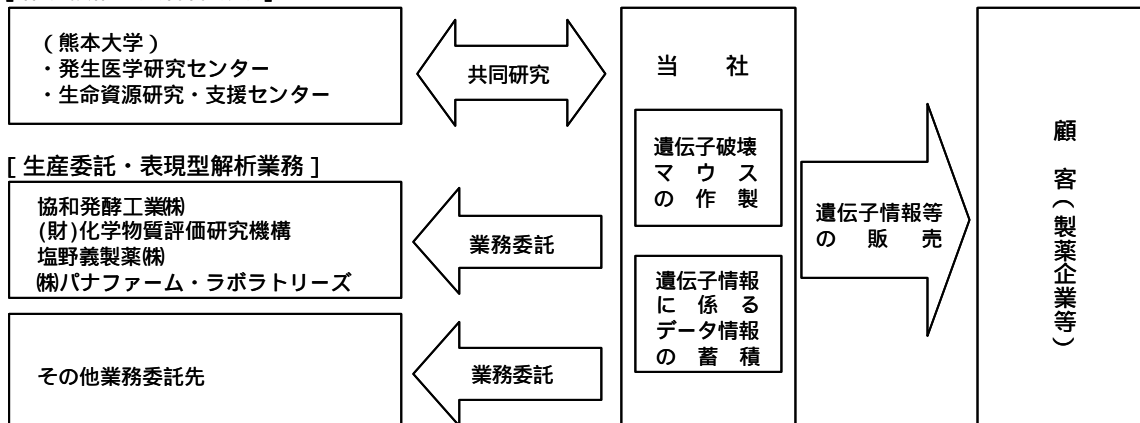 (熊本大学)
・発生医学研究センター
・生命資源研究・支援センター
共同研究
[ 生産委託・表現型解析業務 ]
協和発酵工業㈱
(財)化学物質評価研究機構
塩野義製薬㈱
㈱パナファーム・ラボラトリーズ
業務委託
その他業務委託先
業務委託
当 社
遺伝子破壊
マウス
の作製
遺伝子情報
に係る
データ情報
の蓄積
遺伝子情報等
の販売
顧客(製薬企業等)